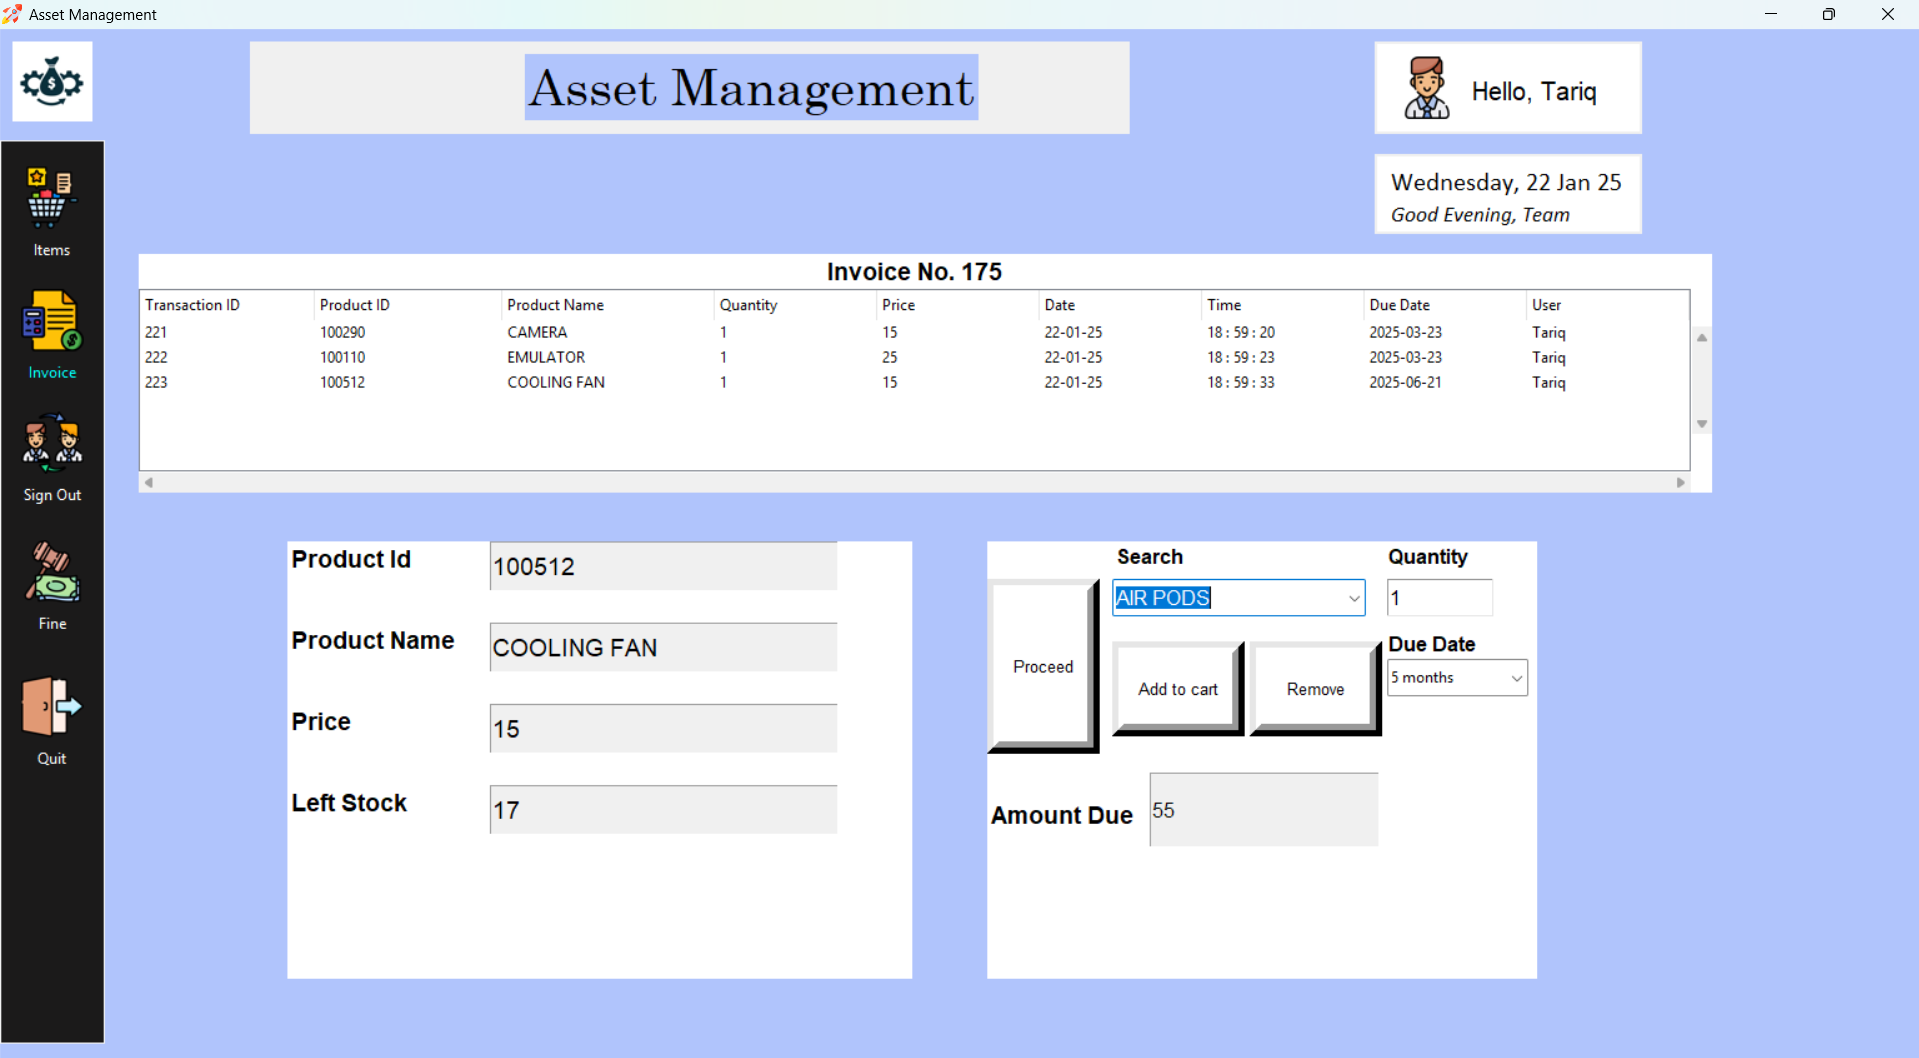 Asset Management
Asset Management
Hello, Tariq
Wednesday, 22 Jan 25
Good Evening, Team
Items
Invoice
Sign Out
Fine
Quit
Invoice No. 175
Transaction ID Product ID Product Name Quantity Price Date Time Due Date User
221 100290 CAMERA 1 15 22-01-25 18 : 59 : 20 2025-03-23 Tariq
222 100110 EMULATOR 1 25 22-01-25 18 : 59 : 23 2025-03-23 Tariq
223 100512 COOLING FAN 1 15 22-01-25 18 : 59 : 33 2025-06-21 Tariq
Product Id 100512
Product Name COOLING FAN
Price 15
Left Stock 17
Search Quantity
AIR PODS 1
Due Date
5 months
Proceed
Add to cart Remove
Amount Due 55